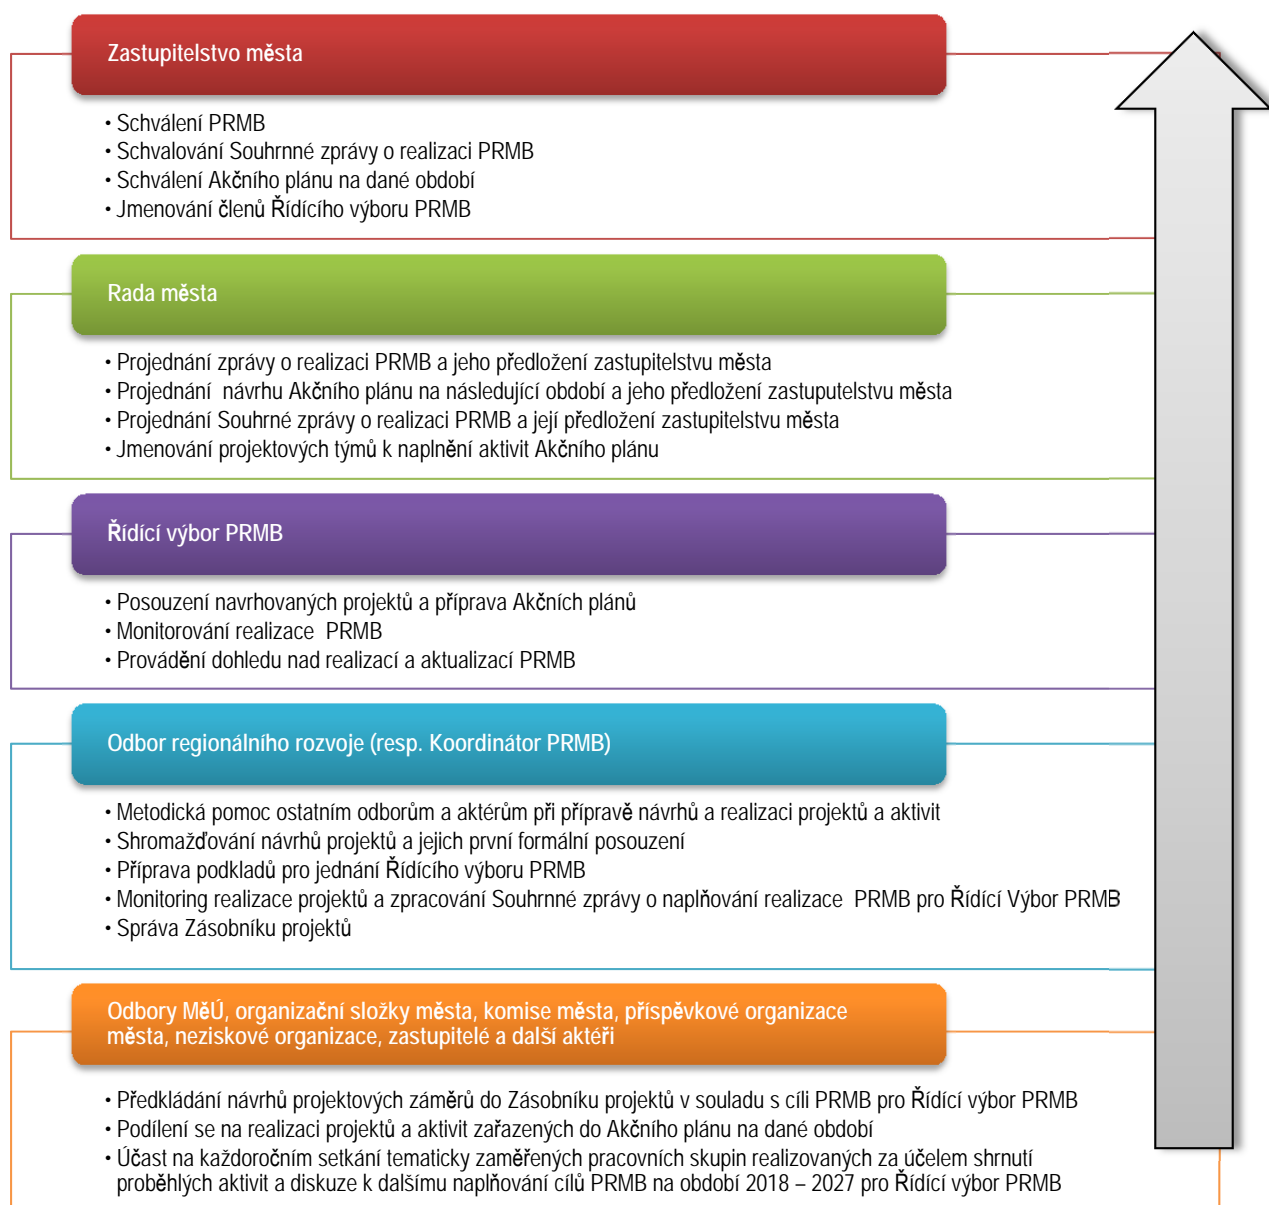 Zastupitelstvo města
• Schválení PRMB
• Schvalování Souhrnné zprávy o realizaci PRMB
• Schválení Akčního plánu na dané období
• Jmenování členů Řídícího výboru PRMB
Rada města
• Projednání zprávy o realizaci PRMB a jeho předložení zastupitelstvu města
• Projednání návrhu Akčního plánu na následující období a jeho předložení zastuputelstvu města
• Projednání Souhrné zprávy o realizaci PRMB a její předložení zastupitelstvu města
• Jmenování projektových týmů k naplnění aktivit Akčního plánu
Řídící výbor PRMB
• Posouzení navrhovaných projektů a příprava Akčních plánů
• Monitorování realizace PRMB
• Provádění dohledu nad realizací a aktualizací PRMB
Odbor regionálního rozvoje (resp. Koordinátor PRMB)
• Metodická pomoc ostatním odborům a aktérům při přípravě návrhů a realizaci projektů a aktivit
• Shromažďování návrhů projektů a jejich první formální posouzení
• Příprava podkladů pro jednání Řídícího výboru PRMB
• Monitoring realizace projektů a zpracování Souhrnné zprávy o naplňování realizace PRMB pro Řídící Výbor PRMB
• Správa Zásobníku projektů
Odbory MěÚ, organizační složky města, komise města, příspěvkové organizace
města, neziskové organizace, zastupitelé a další aktéři
• Předkládání návrhů projektových záměrů do Zásobníku projektů v souladu s cíli PRMB pro Řídící výbor PRMB
• Podílení se na realizaci projektů a aktivit zařazených do Akčního plánu na dané období
• Účast na každoročním setkání tematicky zaměřených pracovních skupin realizovaných za účelem shrnutí
proběhlých aktivit a diskuze k dalšímu naplňování cílů PRMB na období 2018 – 2027 pro Řídící výbor PRMB